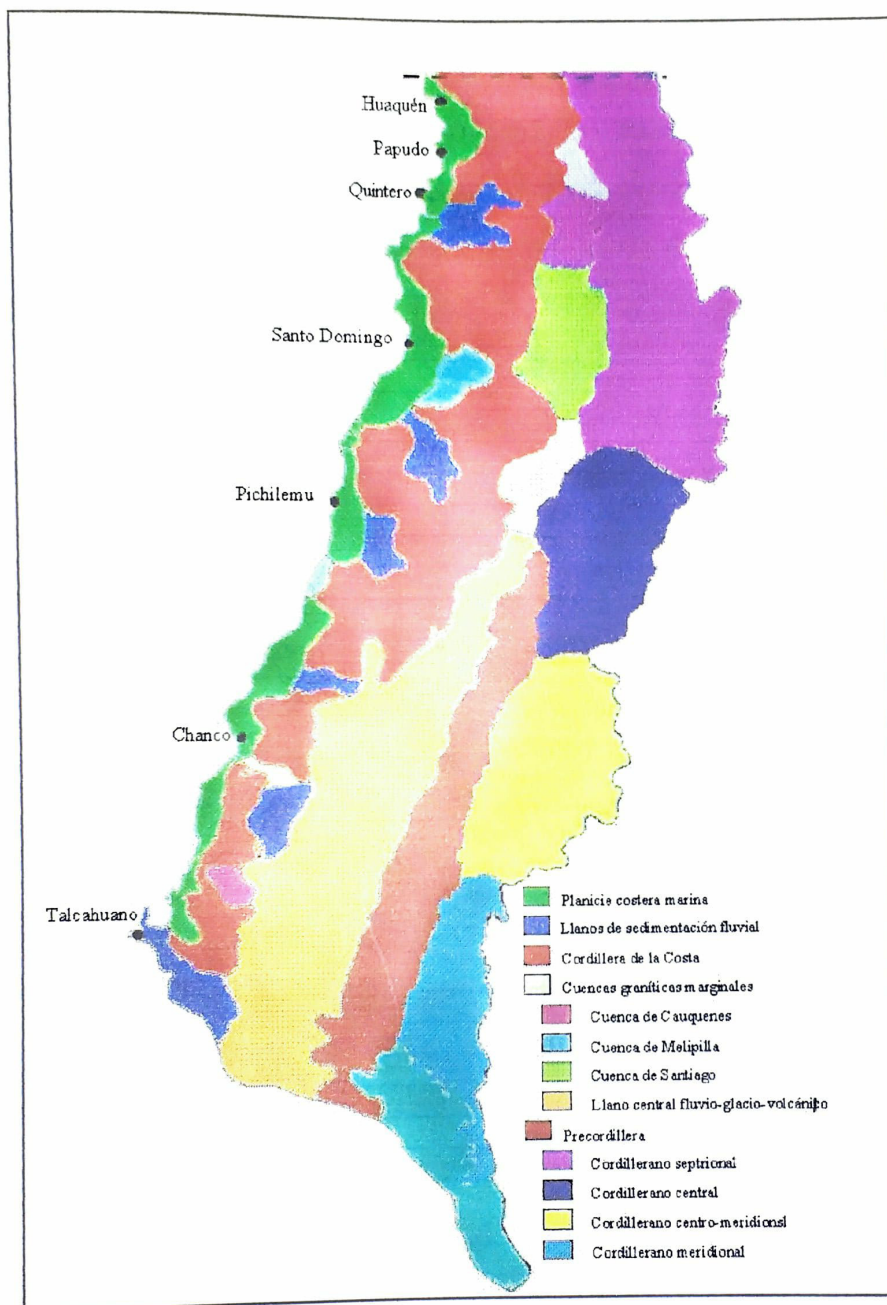 Huaquén
Papudo
Quintero
Santo Domingo
Pichilemu
Chanco
Talcahuano
Planicie costera marina
Llanos de sedimentación fluvial
Cordillera de la Costa
Cuencas graníticas marginales
Cuenca de Cauquenes
Cuenca de Melipilla
Cuenca de Santiago
Llano central fluvio-glacio-volcánico
Precordillera
Cordillerano septrional
Cordillerano central
Cordillerano centro-meridionsl
Cordillerano meridional